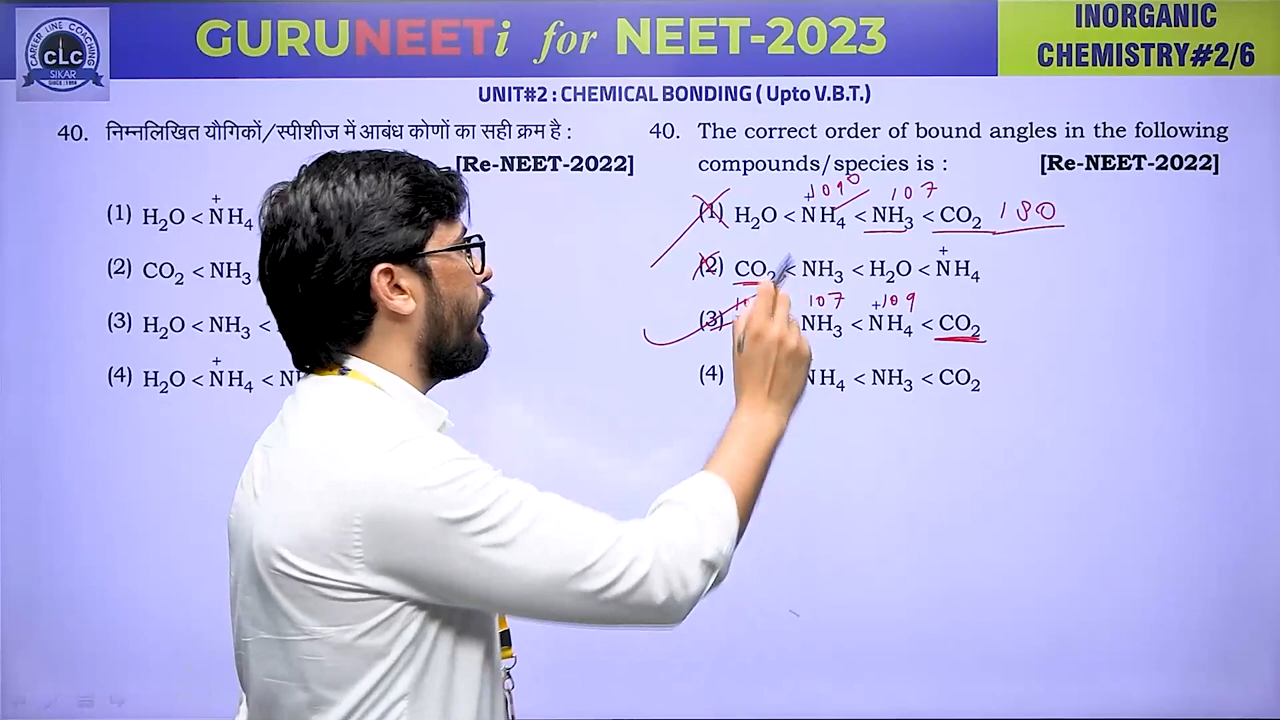 CAREER LINE COACHING
CLC
SIKAR
SINCE : 1996
GURUNEETi for NEET-2023
INORGANIC
CHEMISTRY#2/6
UNIT#2 : CHEMICAL BONDING ( Upto V.B.T.)
40. निम्नलिखित यौगिकों/स्पीशीज में आबंध कोणों का सही क्रम है :
[Re-NEET-2022]
(1) H₂O < N⁺H₄
(2) CO₂ < NH₃
(3) H₂O < NH₃ <
(4) H₂O < N⁺H₄ <
40. The correct order of bound angles in the following
compounds/species is :
[Re-NEET-2022]
109° 107
(1) H₂O < N⁺H₄ < NH₃ < CO₂ 180
(2) CO₂ < NH₃ < H₂O < N⁺H₄
107 109
(3) NH₃ < N⁺H₄ < CO₂
(4) H₄ < NH₃ < CO₂